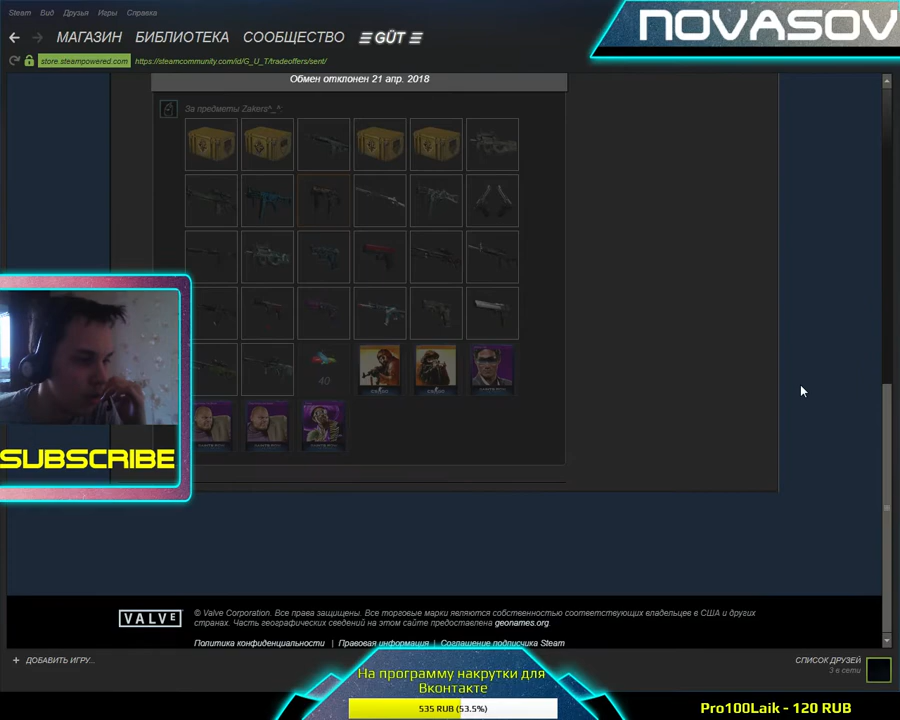 Steam Вид Друзья Игры Справка
NOVASOV
МАГАЗИН БИБЛИОТЕКА СООБЩЕСТВО GÜT
store.steampowered.com https://steamcommunity.com/id/G_U_T/tradeoffers/sent/
Обмен отклонен 21 апр. 2018
За предметы Zakers^_^:
40
SUBSCRIBE
VALVE
© Valve Corporation. Все права защищены. Все торговые марки являются собственностью соответствующих владельцев в США и других
странах. Часть географических сведений на этом сайте предоставлена geonames.org.
Политика конфиденциальности | Правовая информация | Соглашение подписчика Steam
+ ДОБАВИТЬ ИГРУ...
СПИСОК ДРУЗЕЙ
3 в сети
На программу накрутки для
Вконтакте
535 RUB (53.5%)
Pro100Laik - 120 RUB